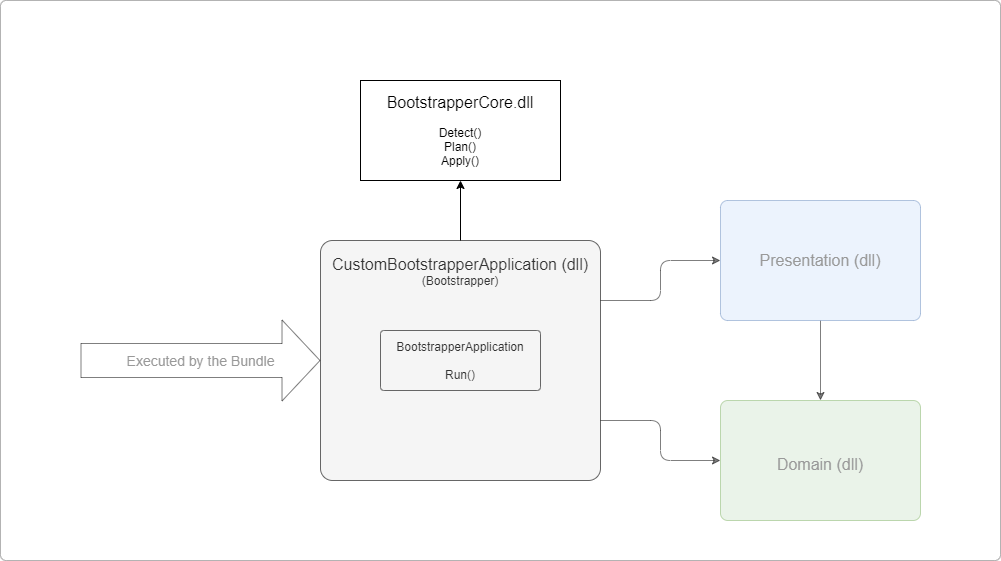 BootstrapperCore.dll
Detect()
Plan()
Apply()
CustomBootstrapperApplication (dll)
(Bootstrapper)
BootstrapperApplication
Run()
Executed by the Bundle
Presentation (dll)
Domain (dll)